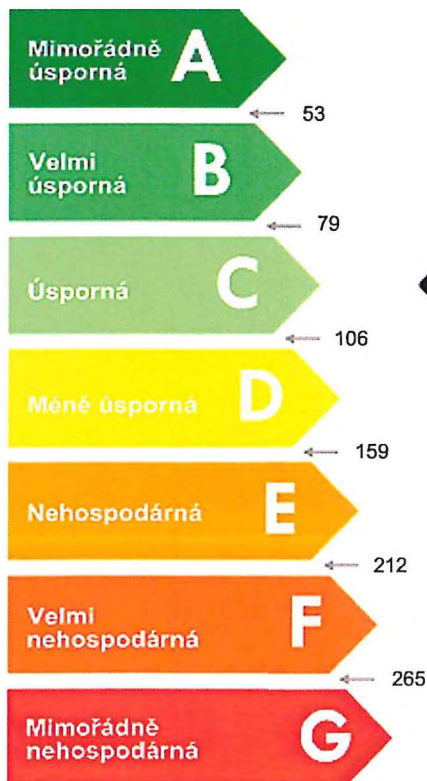 Mimořádně
úsporná A
53
Velmi
úsporná B
79
Úsporná C
106
Méně úsporná D
159
Nehospodárná E
212
Velmi
nehospodárná F
265
Mimořádně
nehospodárná G